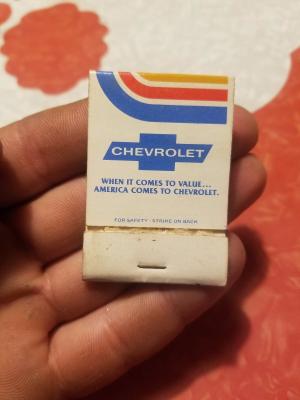 CHEVROLET
WHEN IT COMES TO VALUE...
AMERICA COMES TO CHEVROLET.
FOR SAFETY - STRIKE ON BACK